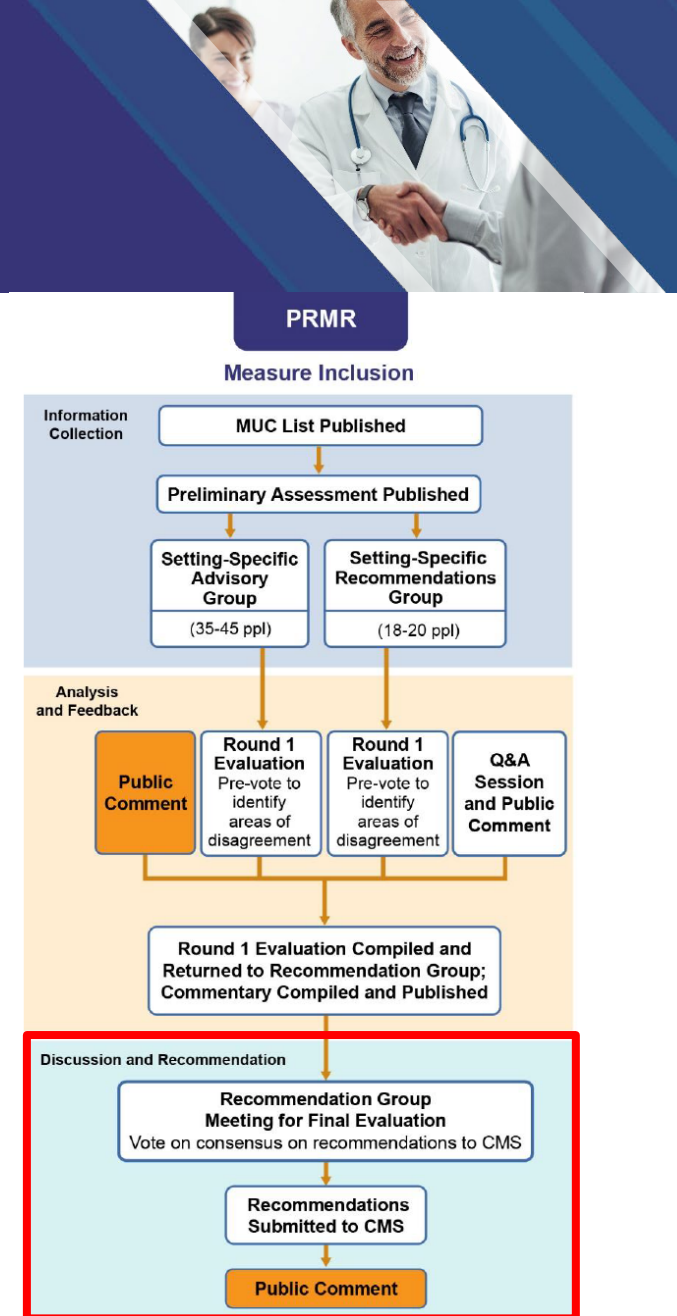 PRMR
Measure Inclusion
Information
Collection
MUC List Published
Preliminary Assessment Published
Setting-Specific
Advisory
Group
(35-45 ppl)
Setting-Specific
Recommendations
Group
(18-20 ppl)
Analysis
and Feedback
Public
Comment
Round 1
Evaluation
Pre-vote to
identify
areas of
disagreement
Round 1
Evaluation
Pre-vote to
identify
areas of
disagreement
Q&A
Session
and Public
Comment
Round 1 Evaluation Compiled and
Returned to Recommendation Group;
Commentary Compiled and Published
Discussion and Recommendation
Recommendation Group
Meeting for Final Evaluation
Vote on consensus on recommendations to CMS
Recommendations
Submitted to CMS
Public Comment